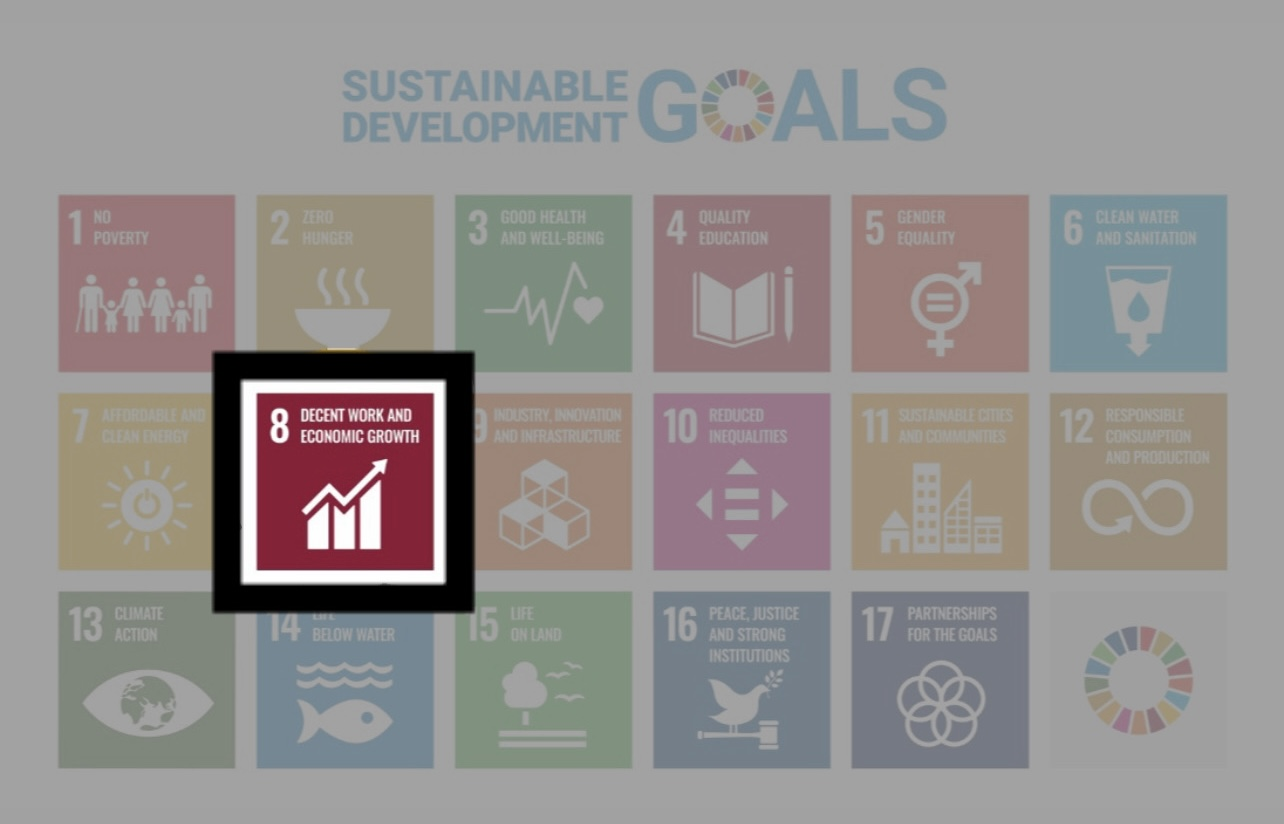 SUSTAINABLE
DEVELOPMENT GOALS
1 NO
POVERTY
2 ZERO
HUNGER
3 GOOD HEALTH
AND WELL-BEING
4 QUALITY
EDUCATION
5 GENDER
EQUALITY
6 CLEAN WATER
AND SANITATION
7 AFFORDABLE AND
CLEAN ENERGY
8 DECENT WORK AND
ECONOMIC GROWTH
9 INDUSTRY, INNOVATION
AND INFRASTRUCTURE
10 REDUCED
INEQUALITIES
11 SUSTAINABLE CITIES
AND COMMUNITIES
12 RESPONSIBLE
CONSUMPTION
AND PRODUCTION
13 CLIMATE
ACTION
14 LIFE
BELOW WATER
15 LIFE
ON LAND
16 PEACE, JUSTICE
AND STRONG
INSTITUTIONS
17 PARTNERSHIPS
FOR THE GOALS